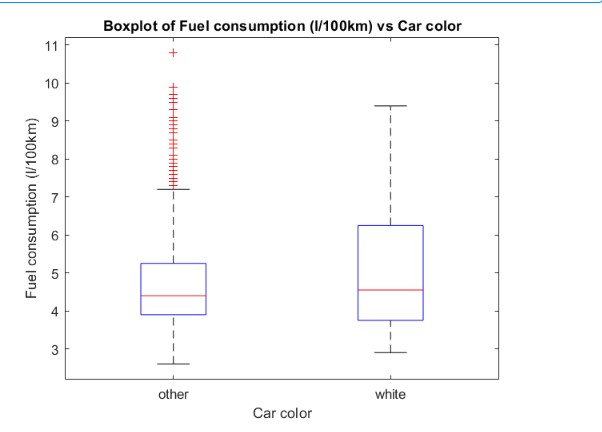 Boxplot of Fuel consumption (l/100km) vs Car color
Fuel consumption (l/100km)
11
10
9
8
7
6
5
4
3
other white
Car color